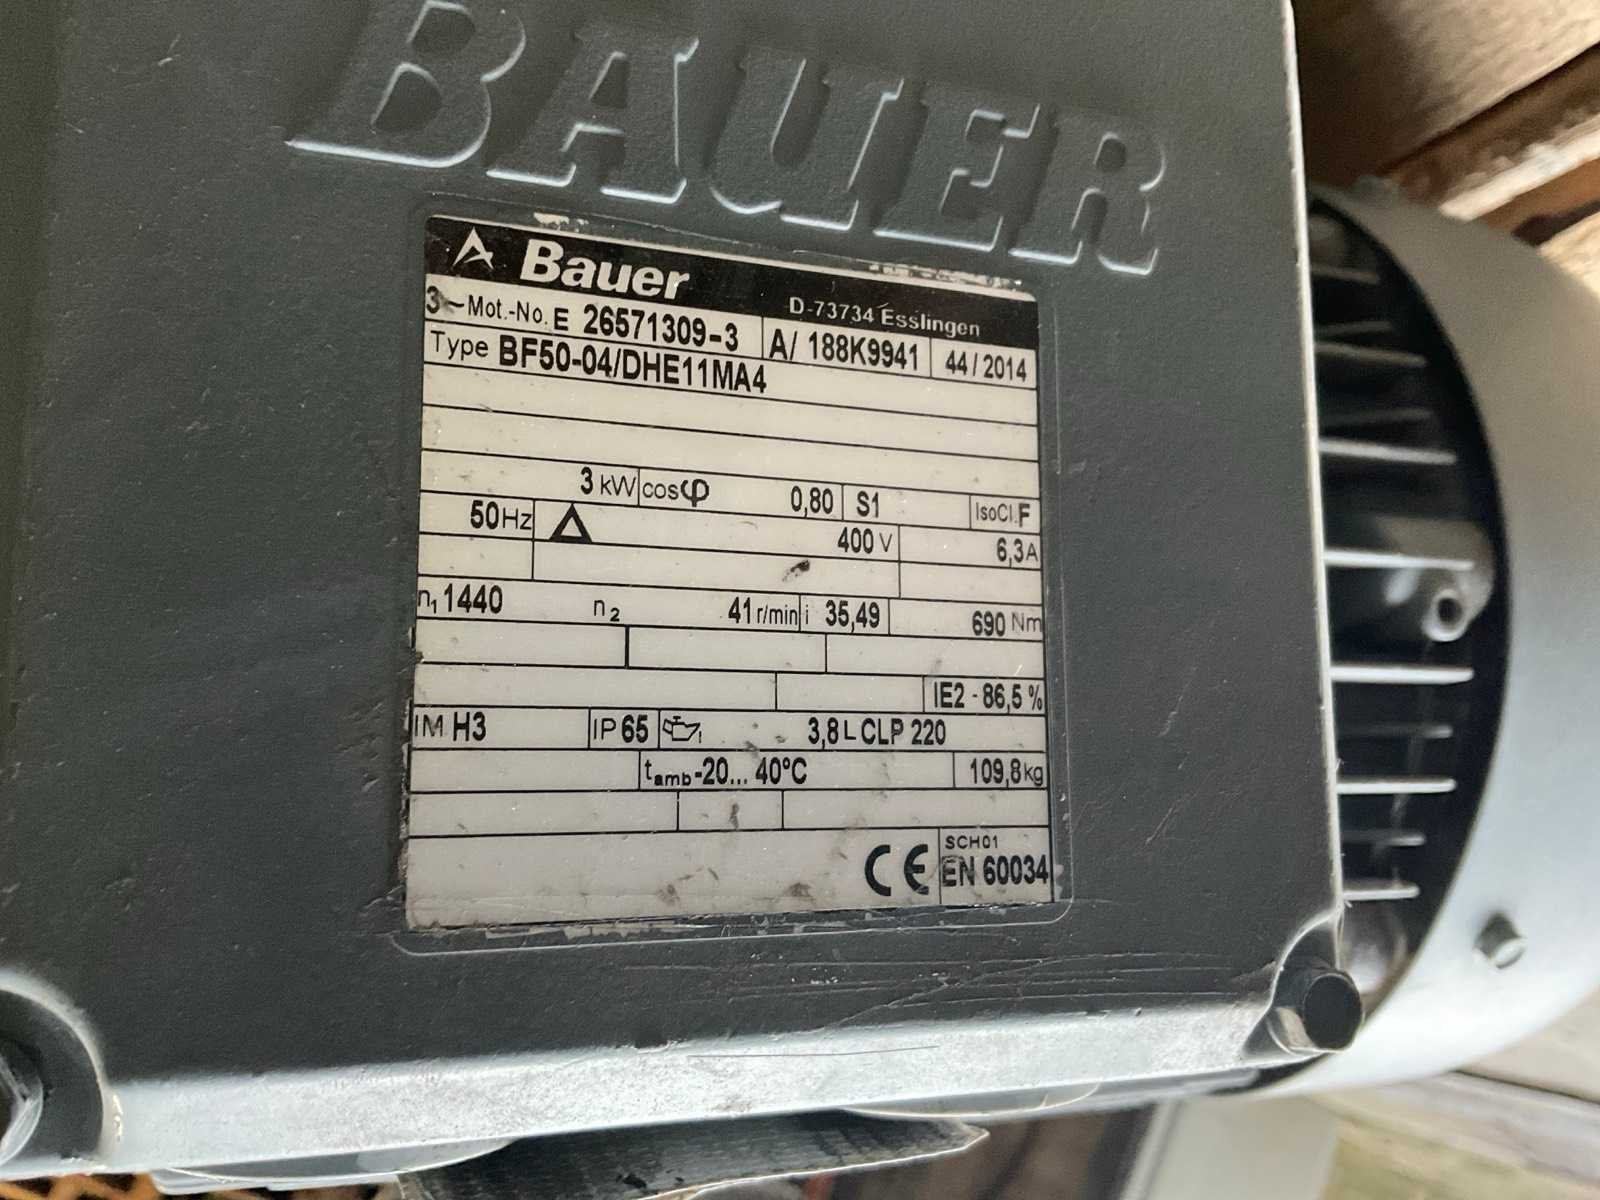 BAUER
Bauer D-73734 Esslingen
3~Mot.-No. E 26571309-3 A/ 188K9941 44/2014
Type BF50-04/DHE11MA4
3 kW cosφ 0,80 S1 IsoCl. F
50Hz Δ 400 V 6,3A
n1 1440 n2 41 r/min i 35,49 690 Nm
IE2 - 86,5 %
IM H3 IP 65 3,8 L CLP 220
tamb -20... 40°C 109,8kg
CE SCH01
EN 60034